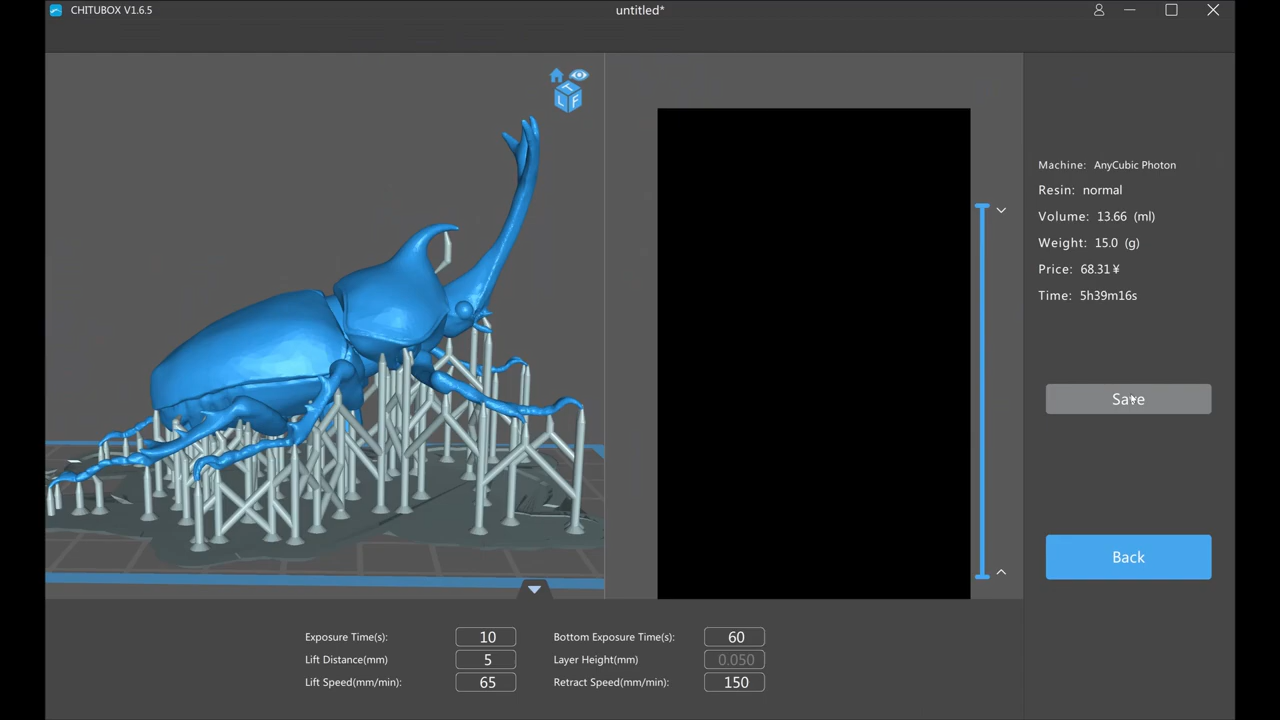 CHITUBOX V1.6.5
untitled*
T
L F
Machine: AnyCubic Photon
Resin: normal
Volume: 13.66 (ml)
Weight: 15.0 (g)
Price: 68.31¥
Time: 5h39m16s
Save
Back
Exposure Time(s): 10 Bottom Exposure Time(s): 60
Lift Distance(mm) 5 Layer Height(mm) 0.050
Lift Speed(mm/min): 65 Retract Speed(mm/min): 150